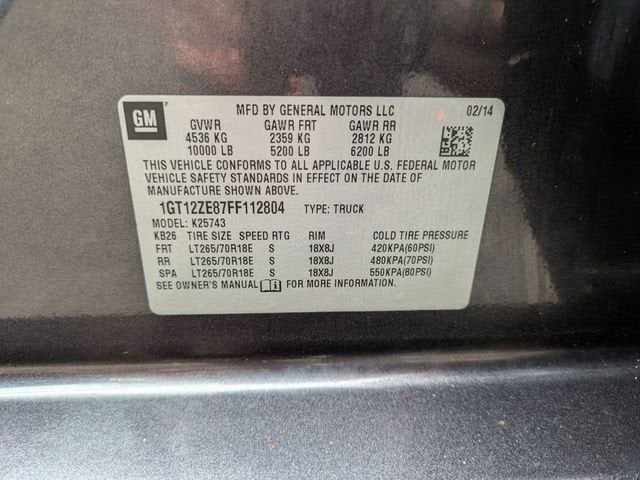 GM
MFD BY GENERAL MOTORS LLC 02/14
GVWR GAWR FRT GAWR RR
4536 KG 2359 KG 2812 KG
10000 LB 5200 LB 6200 LB
THIS VEHICLE CONFORMS TO ALL APPLICABLE U.S. FEDERAL MOTOR
VEHICLE SAFETY STANDARDS IN EFFECT ON THE DATE OF
MANUFACTURE SHOWN ABOVE.
1GT12ZE87FF112804 TYPE: TRUCK
MODEL: K25743
KB26 TIRE SIZE SPEED RTG RIM COLD TIRE PRESSURE
FRT LT265/70R18E S 18X8J 420KPA(60PSI)
RR LT265/70R18E S 18X8J 480KPA(70PSI)
SPA LT265/70R18E S 18X8J 550KPA(80PSI)
SEE OWNER'S MANUAL FOR MORE INFORMATION.